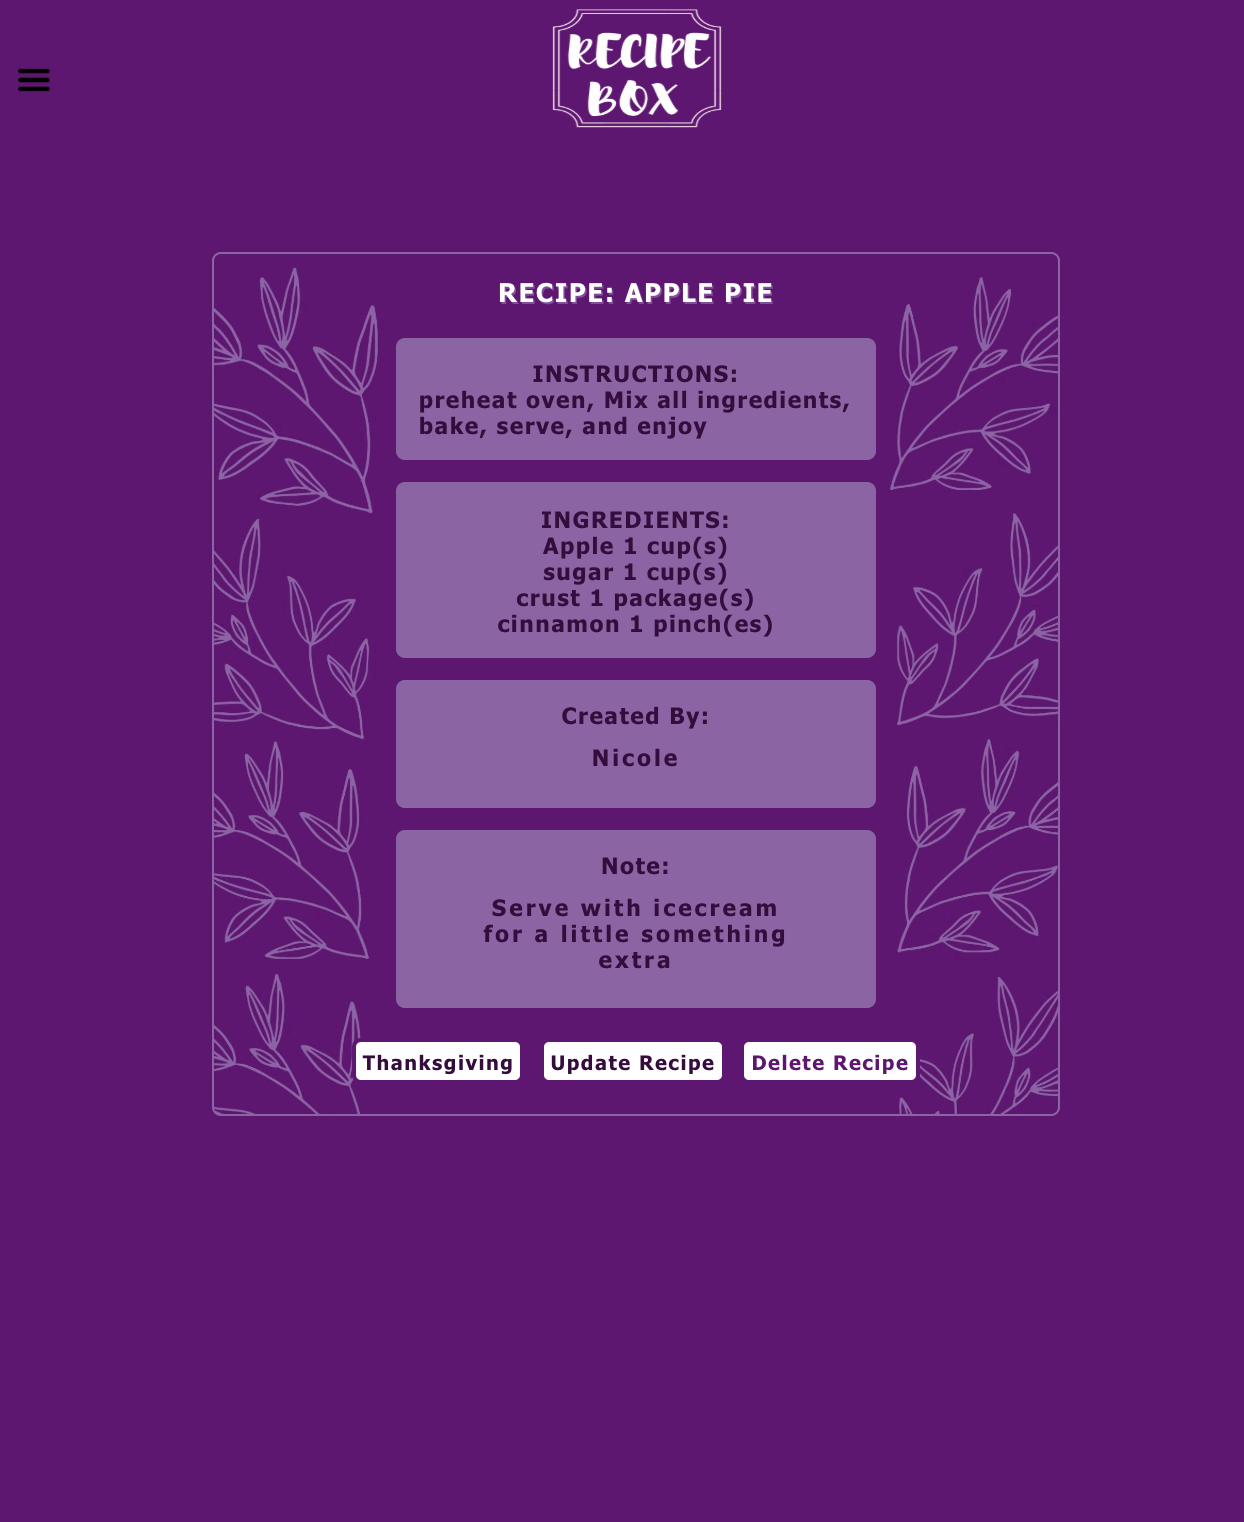 RECIPE
BOX
RECIPE: APPLE PIE
INSTRUCTIONS:
preheat oven, Mix all ingredients,
bake, serve, and enjoy
INGREDIENTS:
Apple 1 cup(s)
sugar 1 cup(s)
crust 1 package(s)
cinnamon 1 pinch(es)
Created By:
Nicole
Note:
Serve with icecream
for a little something
extra
Thanksgiving Update Recipe Delete Recipe